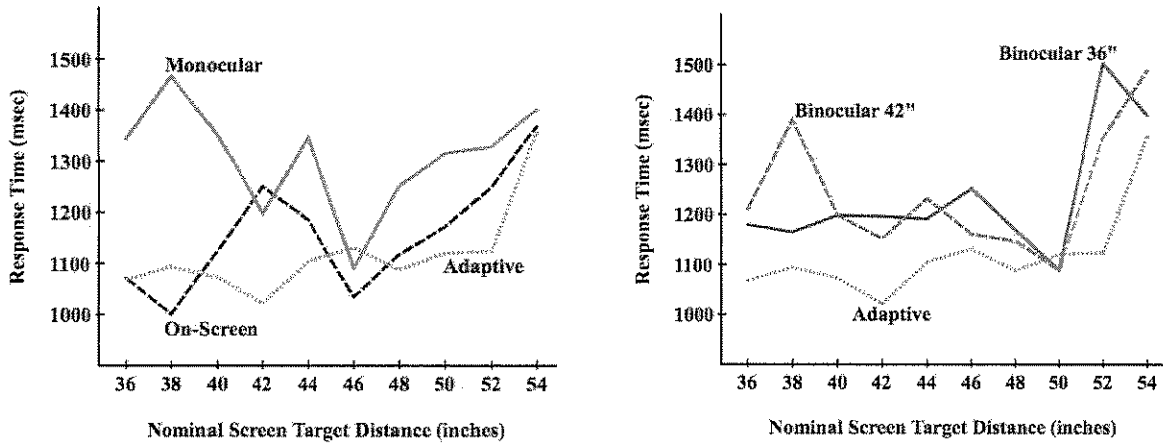 1500
1400
1300
1200
1100
1000
Response Time (msec)
Monocular
Adaptive
On-Screen
36 38 40 42 44 46 48 50 52 54
Nominal Screen Target Distance (inches)
1500
1400
1300
1200
1100
1000
Response Time (msec)
Binocular 36"
Binocular 42"
Adaptive
36 38 40 42 44 46 48 50 52 54
Nominal Screen Target Distance (inches)